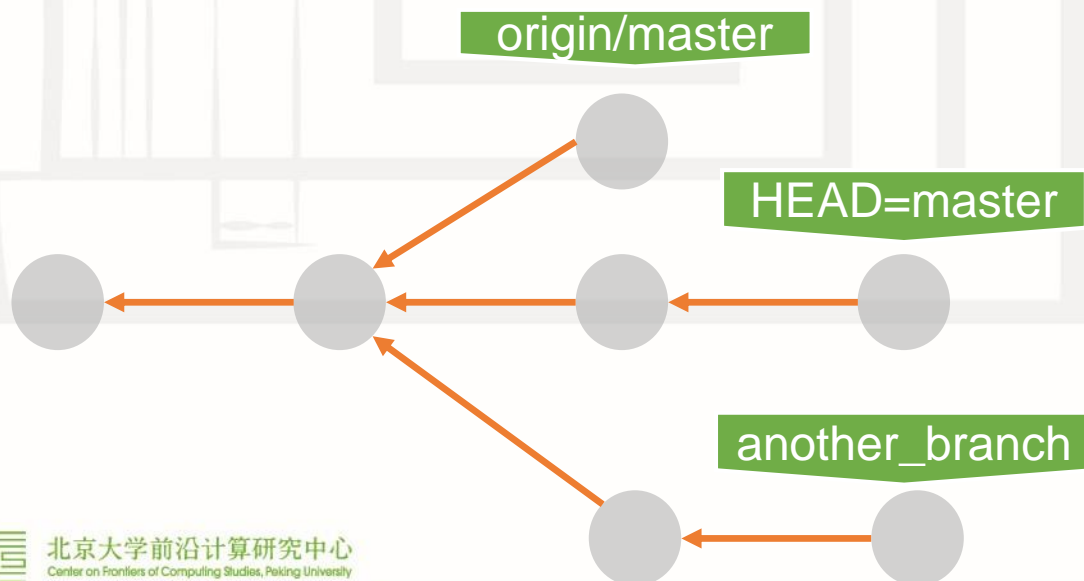 origin/master
HEAD=master
another_branch
北京大学前沿计算研究中心
Center on Frontiers of Computing Studies, Peking University